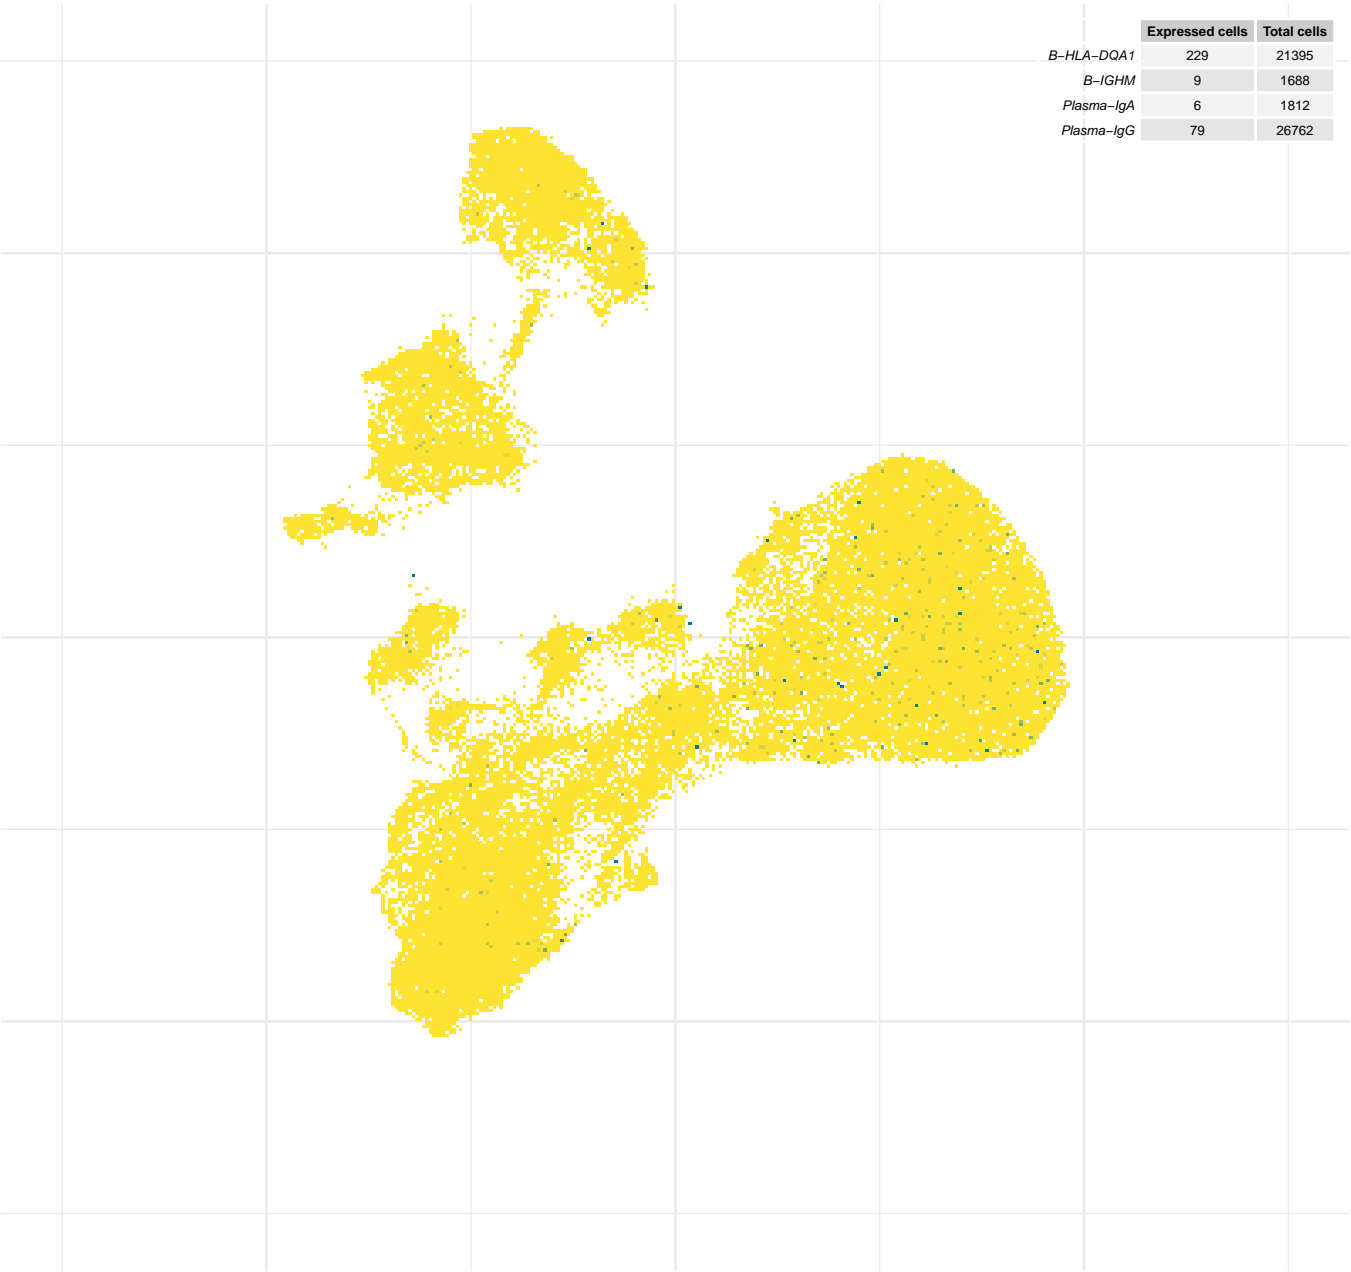 Expressed cells Total cells
B−HLA−DQA1 229 21395
B−IGHM 9 1688
Plasma−IgA 6 1812
Plasma−IgG 79 26762